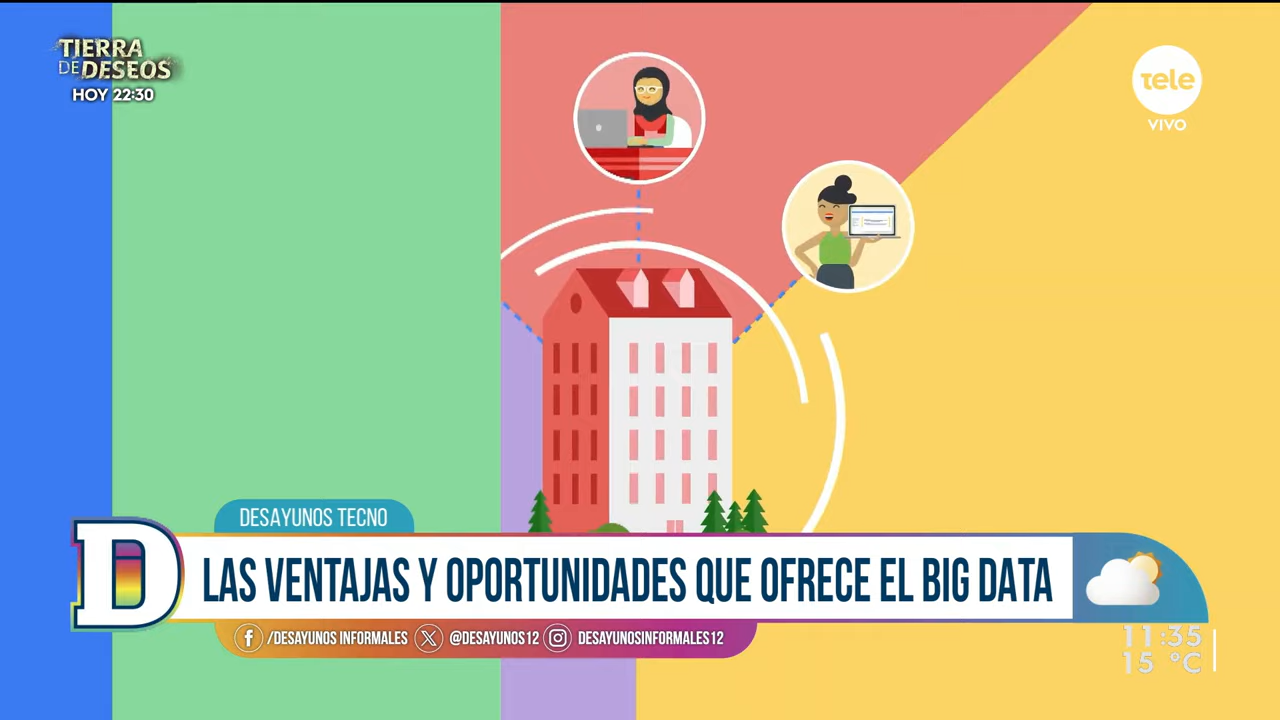 TIERRA
DE DESEOS
HOY 22:30
tele
VIVO
DESAYUNOS TECNO
D
LAS VENTAJAS Y OPORTUNIDADES QUE OFRECE EL BIG DATA
/DESAYUNOS INFORMALES @DESAYUNOS12 DESAYUNOSINFORMALES12
11:35
15 °C